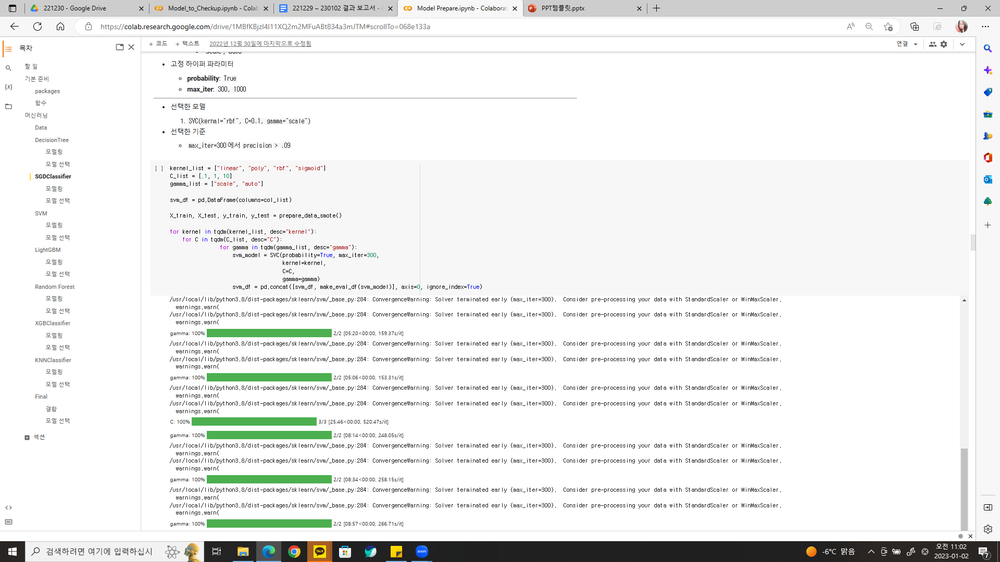 221230 - Google Drive
Model_to_Checkup.ipynb - Colab
221229 ~ 230102 결과 보고서 -
Model Prepare.ipynb - Colaborat
PPT템플릿.pptx
https://colab.research.google.com/drive/1MBfKBjzI4I11XQ2m2MFuABt834a3mJTM#scrollTo=068e133a
목차
+ 코드
+ 텍스트
2022년 12월 30일에 마지막으로 수정됨
연결
할 일
기본 준비
packages
함수
머신러닝
Data
DecisionTree
모델링
모델 선택
SGDClassifier
모델링
모델 선택
SVM
모델링
모델 선택
LightGBM
모델링
모델 선택
Random Forest
모델링
모델 선택
XGBClassifier
모델링
모델 선택
KNNClassifier
모델링
모델 선택
Final
결합
모델 선택
섹션
scale , auto
고정 하이퍼 파라미터
probability: True
max_iter: 300, 1000
선택한 모델
1. SVC(kernal="rbf", C=0.1, gamma="scale")
선택한 기준
max_iter=300에서 precision > .09
[ ] kernel_list = ["linear", "poly", "rbf", "sigmoid"]
C_list = [.1, 1, 10]
gamma_list = ["scale", "auto"]
svm_df = pd.DataFrame(columns=col_list)
X_train, X_test, y_train, y_test = prepare_data_smote()
for kernel in tqdm(kernel_list, desc="kernel"):
for C in tqdm(C_list, desc="C"):
for gamma in tqdm(gamma_list, desc="gamma"):
svm_model = SVC(probability=True, max_iter=300,
kernel=kernel,
C=C,
gamma=gamma)
svm_df = pd.concat([svm_df, make_eval_df(svm_model)], axis=0, ignore_index=True)
/usr/local/lib/python3.8/dist-packages/sklearn/svm/_base.py:284: ConvergenceWarning: Solver terminated early (max_iter=300). Consider pre-processing your data with StandardScaler or MinMaxScaler.
warnings.warn(
/usr/local/lib/python3.8/dist-packages/sklearn/svm/_base.py:284: ConvergenceWarning: Solver terminated early (max_iter=300). Consider pre-processing your data with StandardScaler or MinMaxScaler.
warnings.warn(
gamma: 100% 2/2 [05:20<00:00, 159.37s/it]
/usr/local/lib/python3.8/dist-packages/sklearn/svm/_base.py:284: ConvergenceWarning: Solver terminated early (max_iter=300). Consider pre-processing your data with StandardScaler or MinMaxScaler.
warnings.warn(
/usr/local/lib/python3.8/dist-packages/sklearn/svm/_base.py:284: ConvergenceWarning: Solver terminated early (max_iter=300). Consider pre-processing your data with StandardScaler or MinMaxScaler.
warnings.warn(
gamma: 100% 2/2 [05:06<00:00, 153.31s/it]
/usr/local/lib/python3.8/dist-packages/sklearn/svm/_base.py:284: ConvergenceWarning: Solver terminated early (max_iter=300). Consider pre-processing your data with StandardScaler or MinMaxScaler.
warnings.warn(
/usr/local/lib/python3.8/dist-packages/sklearn/svm/_base.py:284: ConvergenceWarning: Solver terminated early (max_iter=300). Consider pre-processing your data with StandardScaler or MinMaxScaler.
warnings.warn(
C: 100% 3/3 [25:46<00:00, 520.47s/it]
gamma: 100% 2/2 [08:14<00:00, 248.05s/it]
/usr/local/lib/python3.8/dist-packages/sklearn/svm/_base.py:284: ConvergenceWarning: Solver terminated early (max_iter=300). Consider pre-processing your data with StandardScaler or MinMaxScaler.
warnings.warn(
/usr/local/lib/python3.8/dist-packages/sklearn/svm/_base.py:284: ConvergenceWarning: Solver terminated early (max_iter=300). Consider pre-processing your data with StandardScaler or MinMaxScaler.
warnings.warn(
gamma: 100% 2/2 [08:34<00:00, 258.15s/it]
/usr/local/lib/python3.8/dist-packages/sklearn/svm/_base.py:284: ConvergenceWarning: Solver terminated early (max_iter=300). Consider pre-processing your data with StandardScaler or MinMaxScaler.
warnings.warn(
/usr/local/lib/python3.8/dist-packages/sklearn/svm/_base.py:284: ConvergenceWarning: Solver terminated early (max_iter=300). Consider pre-processing your data with StandardScaler or MinMaxScaler.
warnings.warn(
gamma: 100% 2/2 [08:57<00:00, 266.71s/it]
검색하려면 여기에 입력하십시
TALK
zoom
-6°C 맑음
오전 11:02
2023-01-02
7